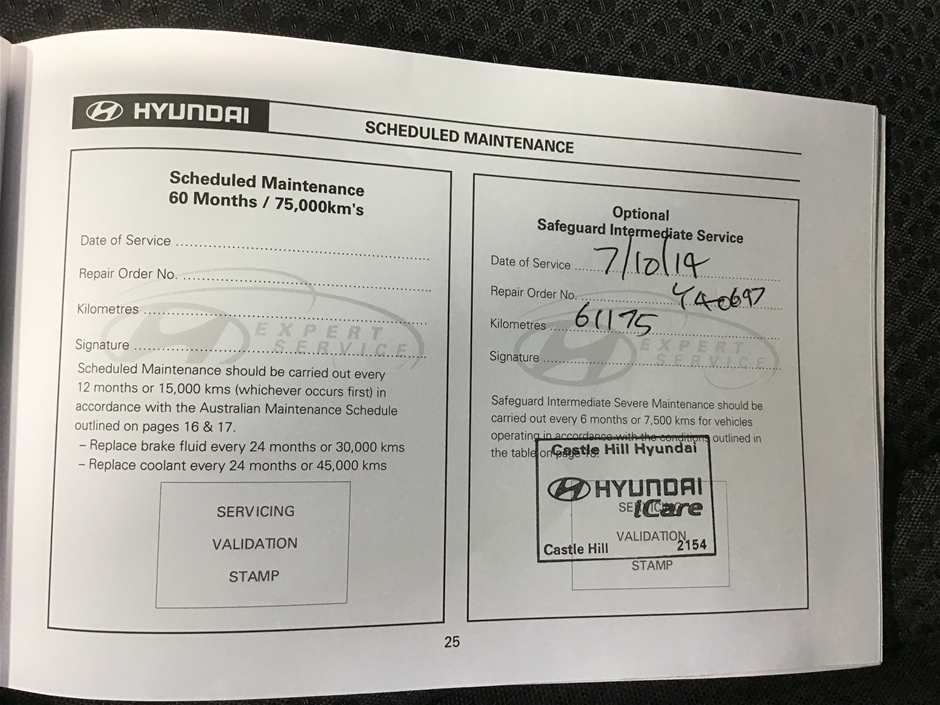 HYUNDAI
SCHEDULED MAINTENANCE
Scheduled Maintenance
60 Months / 75,000km's
Date of Service
Repair Order No.
Kilometres
Signature
EXPERT
SERVICE
Scheduled Maintenance should be carried out every
12 months or 15,000 kms (whichever occurs first) in
accordance with the Australian Maintenance Schedule
outlined on pages 16 & 17.
– Replace brake fluid every 24 months or 30,000 kms
– Replace coolant every 24 months or 45,000 kms
SERVICING
VALIDATION
STAMP
Optional
Safeguard Intermediate Service
Date of Service 7/10/14
Repair Order No.
Kilometres 61175
Signature
EXPERT
SERVICE
Safeguard Intermediate Severe Maintenance should be
carried out every 6 months or 7,500 kms for vehicles
operating in accordance with the conditions outlined in
the table on page
Castle Hill Hyundai
HYUNDAI
iCare
VALIDATION
Castle Hill 2154
STAMP
25